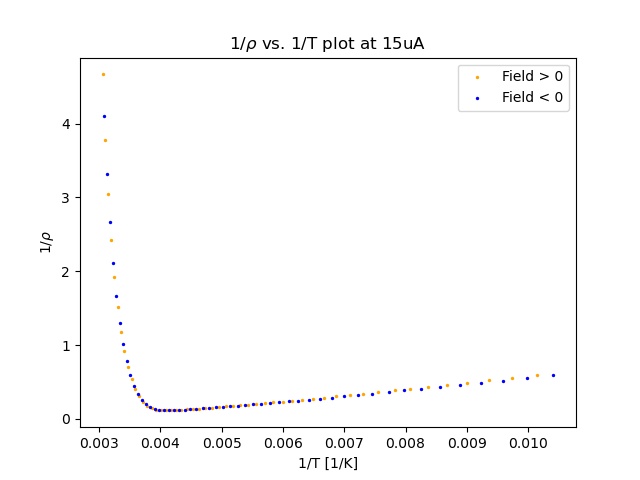 1/ρ vs. 1/T plot at 15uA
Field > 0
Field < 0
4
3
2
1
0
1/ρ
0.003 0.004 0.005 0.006 0.007 0.008 0.009 0.010
1/T [1/K]